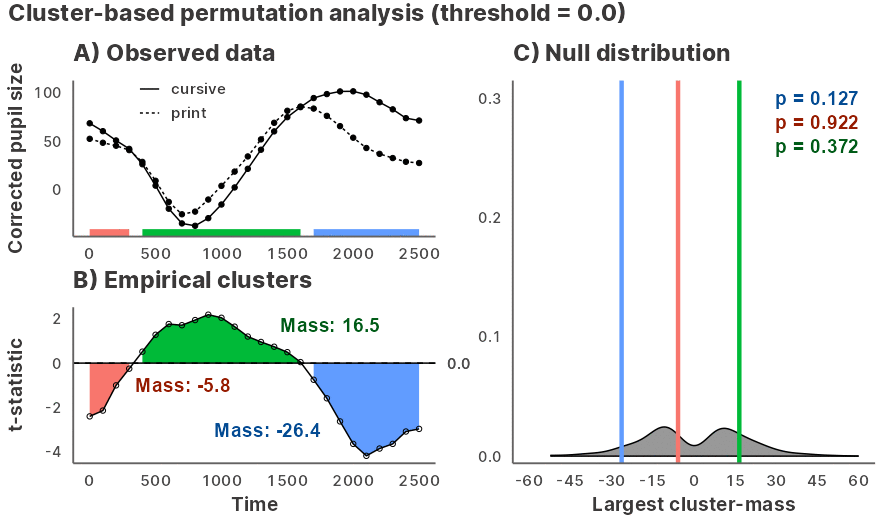 Cluster-based permutation analysis (threshold = 0.0)
A) Observed data
Corrected pupil size
100
50
0
cursive
print
0 500 1000 1500 2000 2500
B) Empirical clusters
t-statistic
2
0
-2
-4
Mass: 16.5
Mass: -5.8
Mass: -26.4
0.0
0 500 1000 1500 2000 2500
Time
C) Null distribution
0.3
0.2
0.1
0.0
p = 0.127
p = 0.922
p = 0.372
-60 -45 -30 -15 0 15 30 45 60
Largest cluster-mass